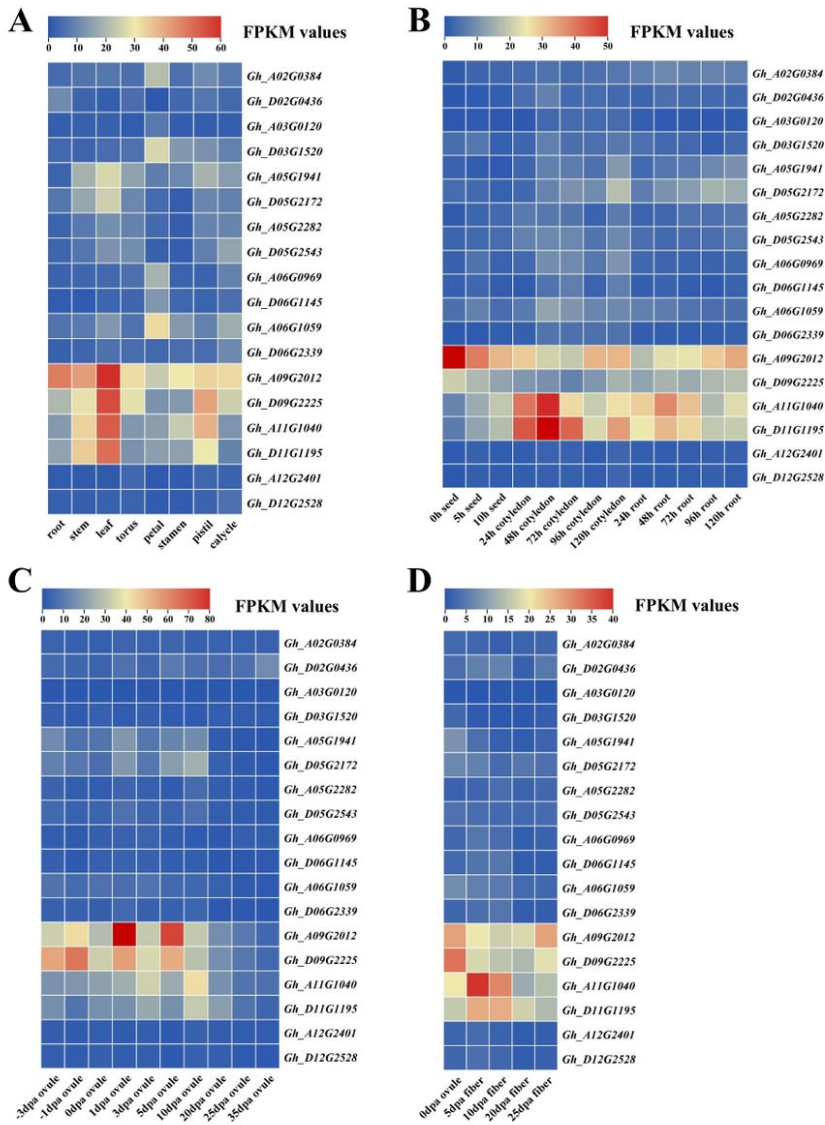 A
FPKM values
0 10 20 30 40 50 60
Gh_A02G0384
Gh_D02G0436
Gh_A03G0120
Gh_D03G1520
Gh_A05G1941
Gh_D05G2172
Gh_A05G2282
Gh_D05G2543
Gh_A06G0969
Gh_D06G1145
Gh_A06G1059
Gh_D06G2339
Gh_A09G2012
Gh_D09G2225
Gh_A11G1040
Gh_D11G1195
Gh_A12G2401
Gh_D12G2528
root stem leaf torus petal stamen pistil calycle
B
FPKM values
0 10 20 30 40 50
Gh_A02G0384
Gh_D02G0436
Gh_A03G0120
Gh_D03G1520
Gh_A05G1941
Gh_D05G2172
Gh_A05G2282
Gh_D05G2543
Gh_A06G0969
Gh_D06G1145
Gh_A06G1059
Gh_D06G2339
Gh_A09G2012
Gh_D09G2225
Gh_A11G1040
Gh_D11G1195
Gh_A12G2401
Gh_D12G2528
0h seed 5h seed 10h seed 24h cotyledon 48h cotyledon 72h cotyledon 96h cotyledon 120h cotyledon 24h root 48h root 72h root 96h root 120h root
C
FPKM values
0 10 20 30 40 50 60 70 80
Gh_A02G0384
Gh_D02G0436
Gh_A03G0120
Gh_D03G1520
Gh_A05G1941
Gh_D05G2172
Gh_A05G2282
Gh_D05G2543
Gh_A06G0969
Gh_D06G1145
Gh_A06G1059
Gh_D06G2339
Gh_A09G2012
Gh_D09G2225
Gh_A11G1040
Gh_D11G1195
Gh_A12G2401
Gh_D12G2528
-3dpa ovule -1dpa ovule 0dpa ovule 1dpa ovule 3dpa ovule 5dpa ovule 10dpa ovule 20dpa ovule 25dpa ovule 35dpa ovule
D
FPKM values
0 5 10 15 20 25 30 35 40
Gh_A02G0384
Gh_D02G0436
Gh_A03G0120
Gh_D03G1520
Gh_A05G1941
Gh_D05G2172
Gh_A05G2282
Gh_D05G2543
Gh_A06G0969
Gh_D06G1145
Gh_A06G1059
Gh_D06G2339
Gh_A09G2012
Gh_D09G2225
Gh_A11G1040
Gh_D11G1195
Gh_A12G2401
Gh_D12G2528
0dpa ovule 5dpa fiber 10dpa fiber 20dpa fiber 25dpa fiber